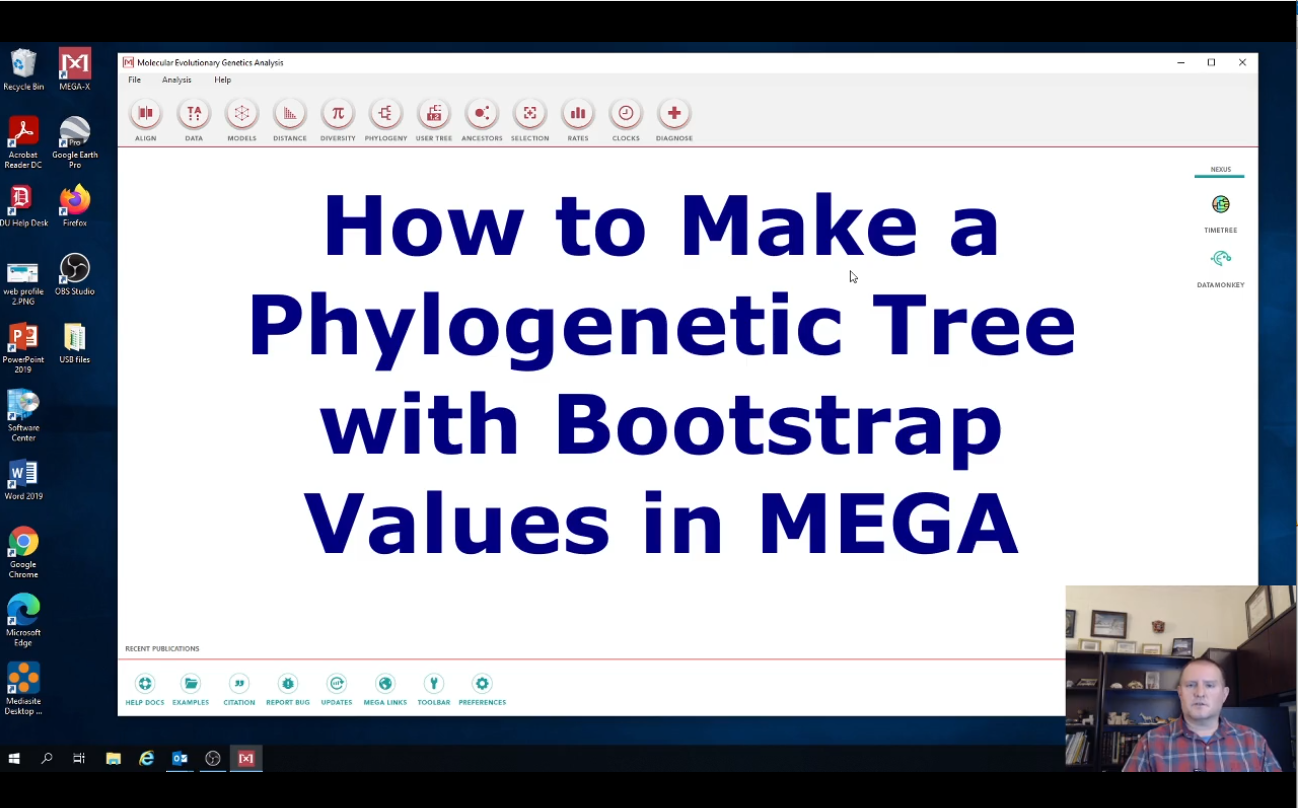 Molecular Evolutionary Genetics Analysis
File Analysis Help
ALIGN DATA MODELS DISTANCE DIVERSITY PHYLOGENY USER TREE ANCESTORS SELECTION RATES CLOCKS DIAGNOSE
Recycle Bin MEGA-X
Acrobat Reader DC
Google Earth Pro
DU Help Desk Firefox
web profile 2.PNG
OBS Studio
PowerPoint 2019
USB files
Software Center
Word 2019
Google Chrome
Microsoft Edge
Mediasite Desktop ...
How to Make a
Phylogenetic Tree
with Bootstrap
Values in MEGA
NEXUS
TIMETREE
DATAMONKEY
RECENT PUBLICATIONS
HELP DOCS EXAMPLES CITATION REPORT BUG UPDATES MEGA LINKS TOOLBAR PREFERENCES